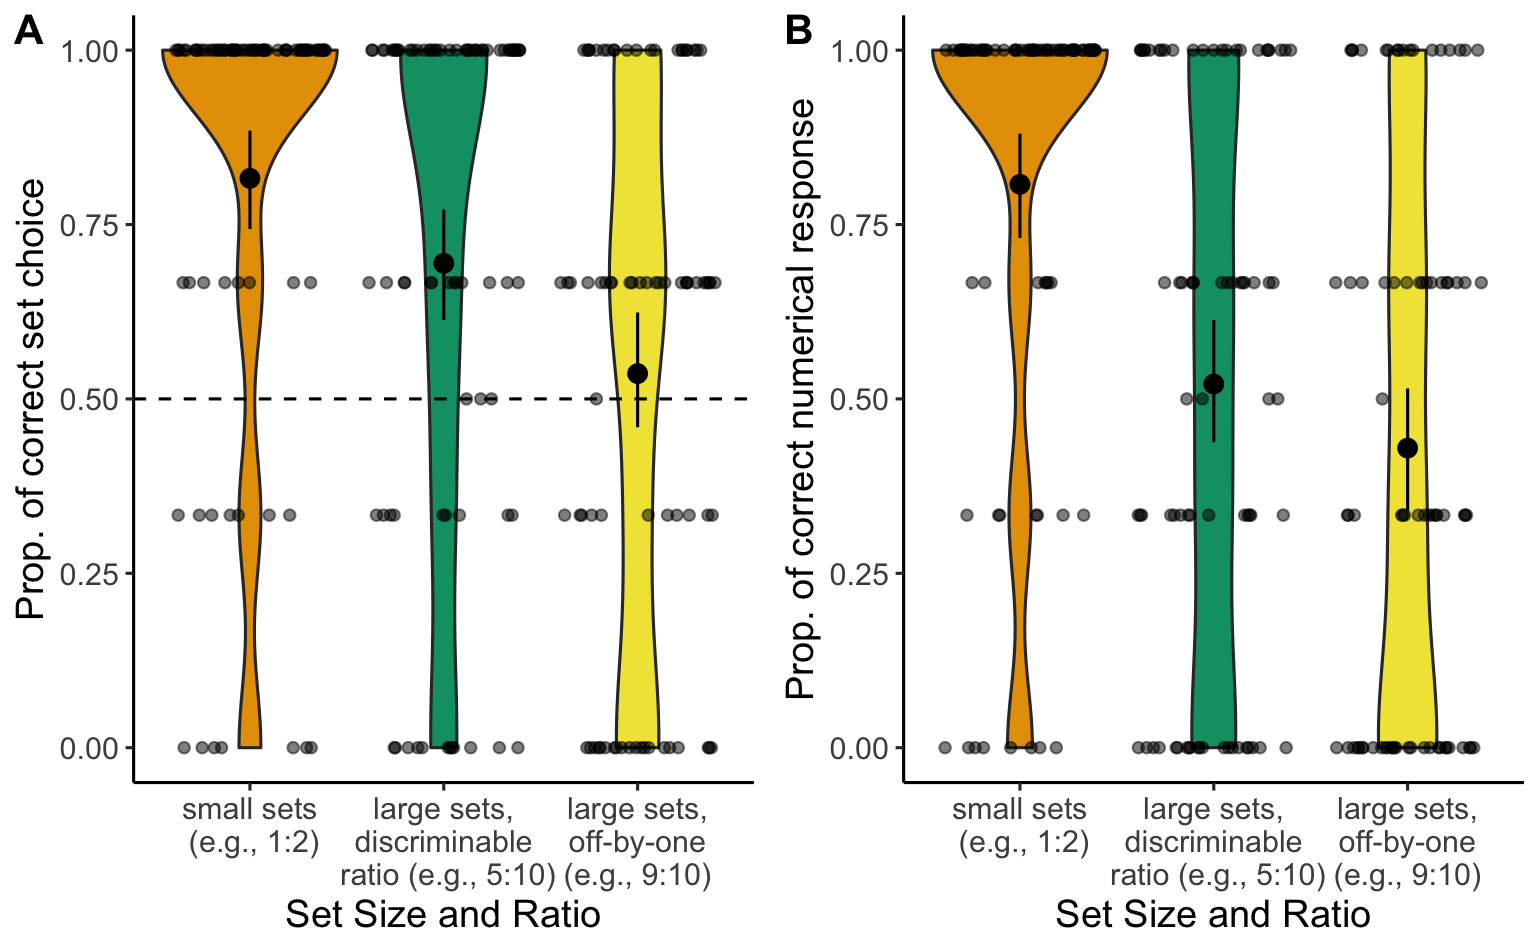 A
Prop. of correct set choice
1.00
0.75
0.50
0.25
0.00
small sets
(e.g., 1:2)
large sets,
discriminable
ratio (e.g., 5:10)
large sets,
off-by-one
(e.g., 9:10)
Set Size and Ratio
B
Prop. of correct numerical response
1.00
0.75
0.50
0.25
0.00
small sets
(e.g., 1:2)
large sets,
discriminable
ratio (e.g., 5:10)
large sets,
off-by-one
(e.g., 9:10)
Set Size and Ratio